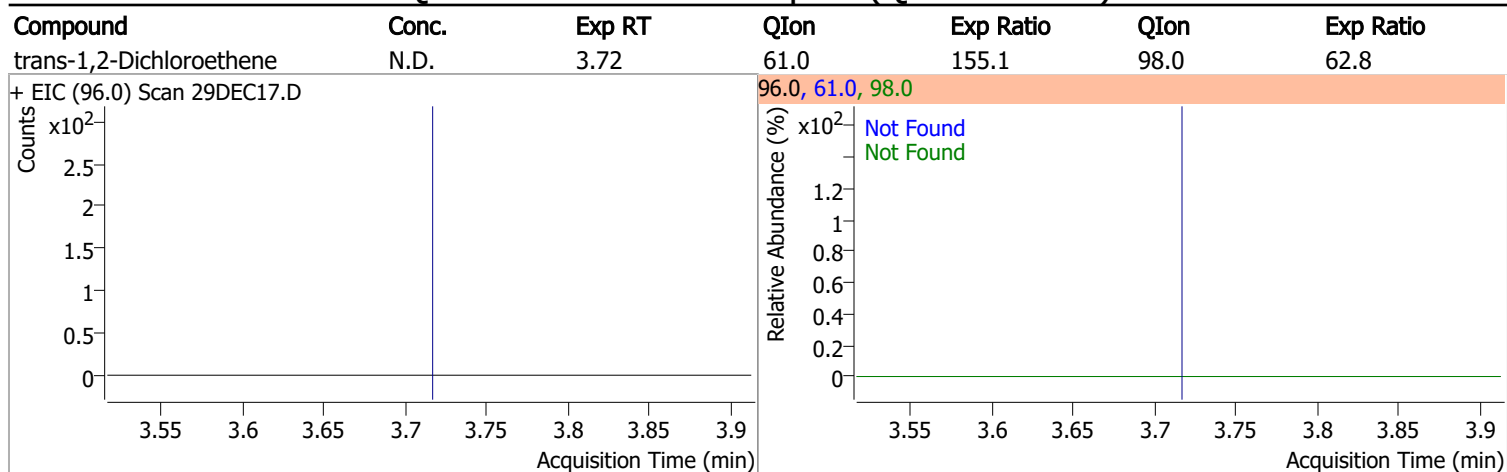 Compound Conc. Exp RT QIon Exp Ratio QIon Exp Ratio
trans-1,2-Dichloroethene N.D. 3.72 61.0 155.1 98.0 62.8
+ EIC (96.0) Scan 29DEC17.D
Counts
x10²
2.5
2
1.5
1
0.5
0
3.55 3.6 3.65 3.7 3.75 3.8 3.85 3.9
Acquisition Time (min)
96.0, 61.0, 98.0
Relative Abundance (%)
x10²
Not Found
Not Found
1.2
1
0.8
0.6
0.4
0.2
0
3.55 3.6 3.65 3.7 3.75 3.8 3.85 3.9
Acquisition Time (min)